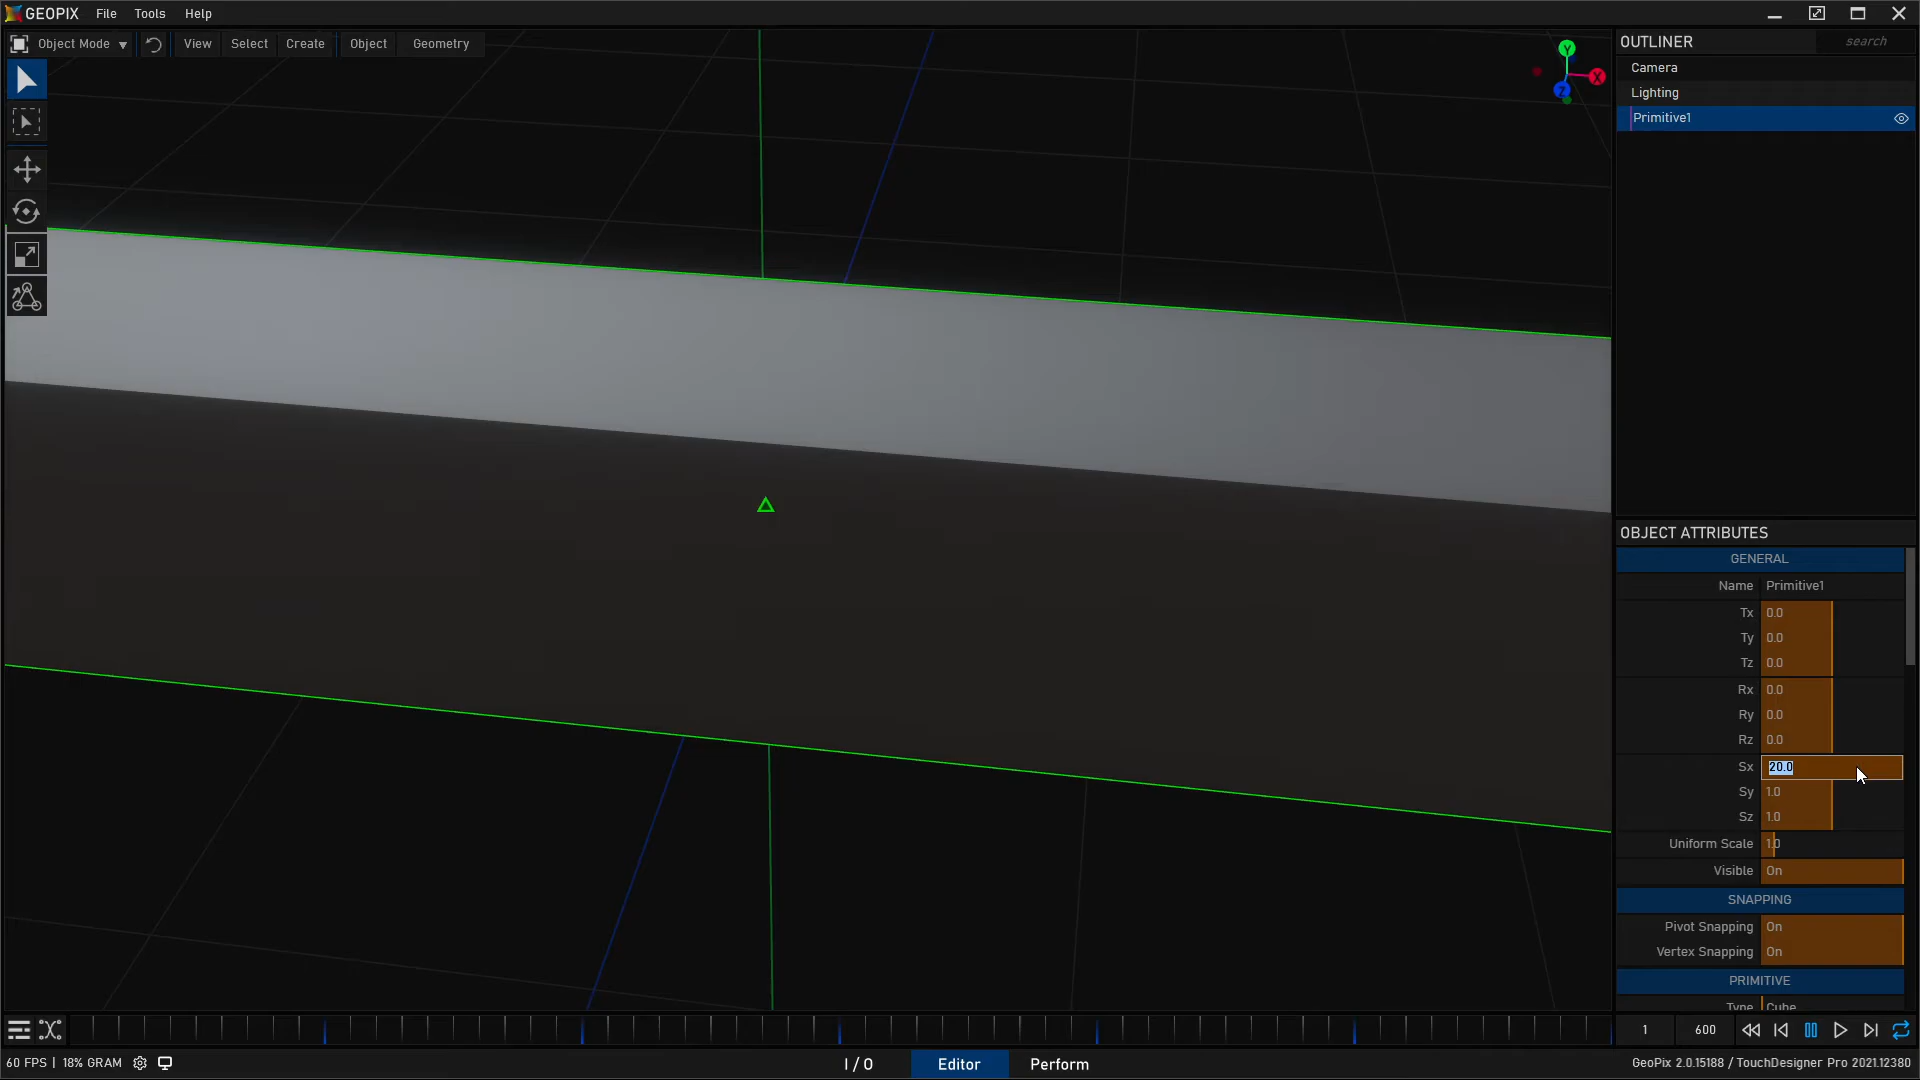 GEOPIX File Tools Help
Object Mode View Select Create Object Geometry
Y
X
Z
OUTLINER search
Camera
Lighting
Primitive1
OBJECT ATTRIBUTES
GENERAL
Name Primitive1
Tx 0.0
Ty 0.0
Tz 0.0
Rx 0.0
Ry 0.0
Rz 0.0
Sx 20.0
Sy 1.0
Sz 1.0
Uniform Scale 1.0
Visible On
SNAPPING
Pivot Snapping On
Vertex Snapping On
PRIMITIVE
Type Cube
1 600
60 FPS | 18% GRAM I / O Editor Perform GeoPix 2.0.15188 / TouchDesigner Pro 2021.12380